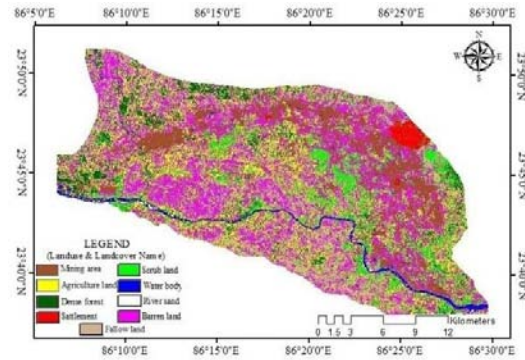 86°5'0"E 86°10'0"E 86°15'0"E 86°20'0"E 86°25'0"E 86°30'0"E
N
W E
S
23°50'0"N 23°50'0"N
23°45'0"N 23°45'0"N
23°40'0"N 23°40'0"N
LEGEND
(Landuse & Landcover Name)
Mining area Scrub land
Agriculture land Water body
Dense forest River sand
Settlement Barren land
Fallow land
Kilometers
0 1.5 3 6 9 12
86°10'0"E 86°15'0"E 86°20'0"E 86°25'0"E 86°30'0"E